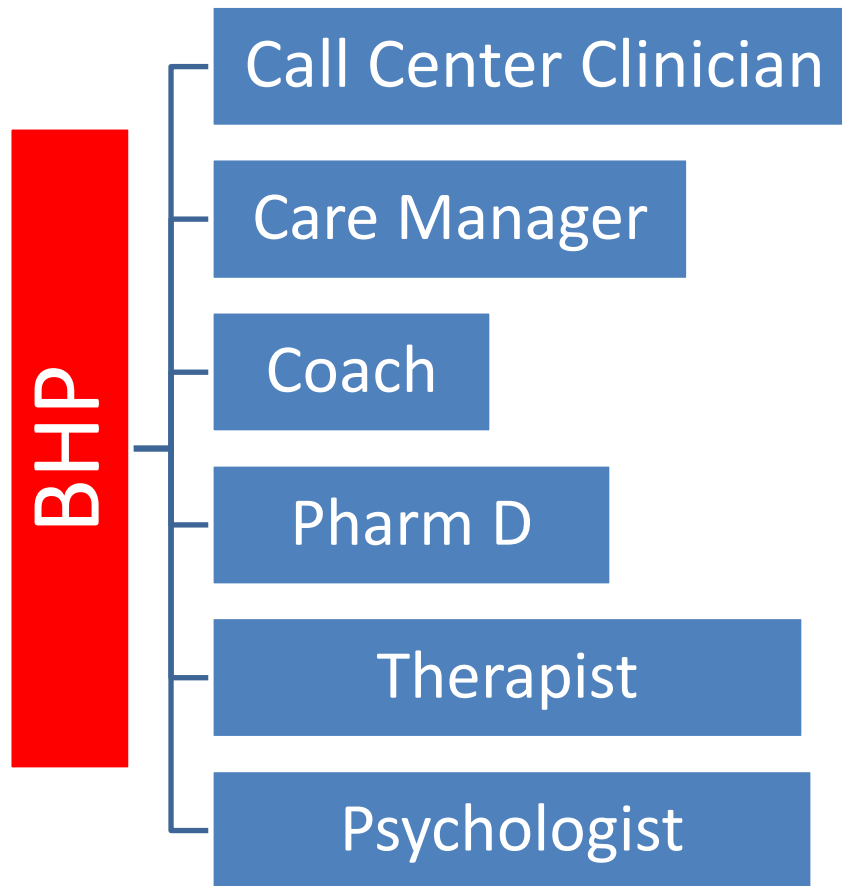 BHP
Call Center Clinician
Care Manager
Coach
Pharm D
Therapist
Psychologist